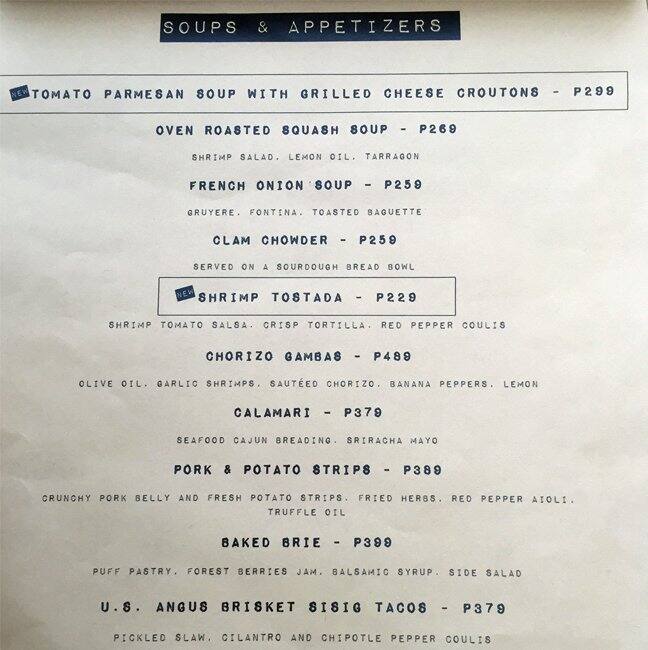 SOUPS & APPETIZERS
NEW TOMATO PARMESAN SOUP WITH GRILLED CHEESE CROUTONS - P299
OVEN ROASTED SQUASH SOUP - P269
SHRIMP SALAD, LEMON OIL, TARRAGON
FRENCH ONION SOUP - P259
GRUYERE, FONTINA, TOASTED BAGUETTE
CLAM CHOWDER - P259
SERVED ON A SOURDOUGH BREAD BOWL
NEW SHRIMP TOSTADA - P229
SHRIMP TOMATO SALSA, CRISP TORTILLA, RED PEPPER COULIS
CHORIZO GAMBAS - P489
OLIVE OIL, GARLIC SHRIMPS, SAUTÉED CHORIZO, BANANA PEPPERS, LEMON
CALAMARI - P379
SEAFOOD CAJUN BREADING, SRIRACHA MAYO
PORK & POTATO STRIPS - P389
CRUNCHY PORK BELLY AND FRESH POTATO STRIPS, FRIED HERBS, RED PEPPER AIOLI,
TRUFFLE OIL
BAKED BRIE - P399
PUFF PASTRY, FOREST BERRIES JAM, BALSAMIC SYRUP, SIDE SALAD
U.S. ANGUS BRISKET SISIG TACOS - P379
PICKLED SLAW, CILANTRO AND CHIPOTLE PEPPER COULIS